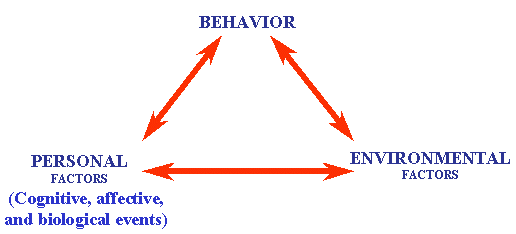 BEHAVIOR
PERSONAL
FACTORS
(Cognitive, affective,
and biological events)
ENVIRONMENTAL
FACTORS